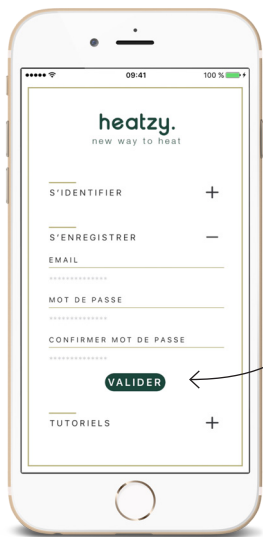 09:41
100 %
heatzy.
new way to heat
S'IDENTIFIER +
S'ENREGISTRER −
EMAIL
**************
MOT DE PASSE
**************
CONFIRMER MOT DE PASSE
**************
VALIDER
TUTORIELS +